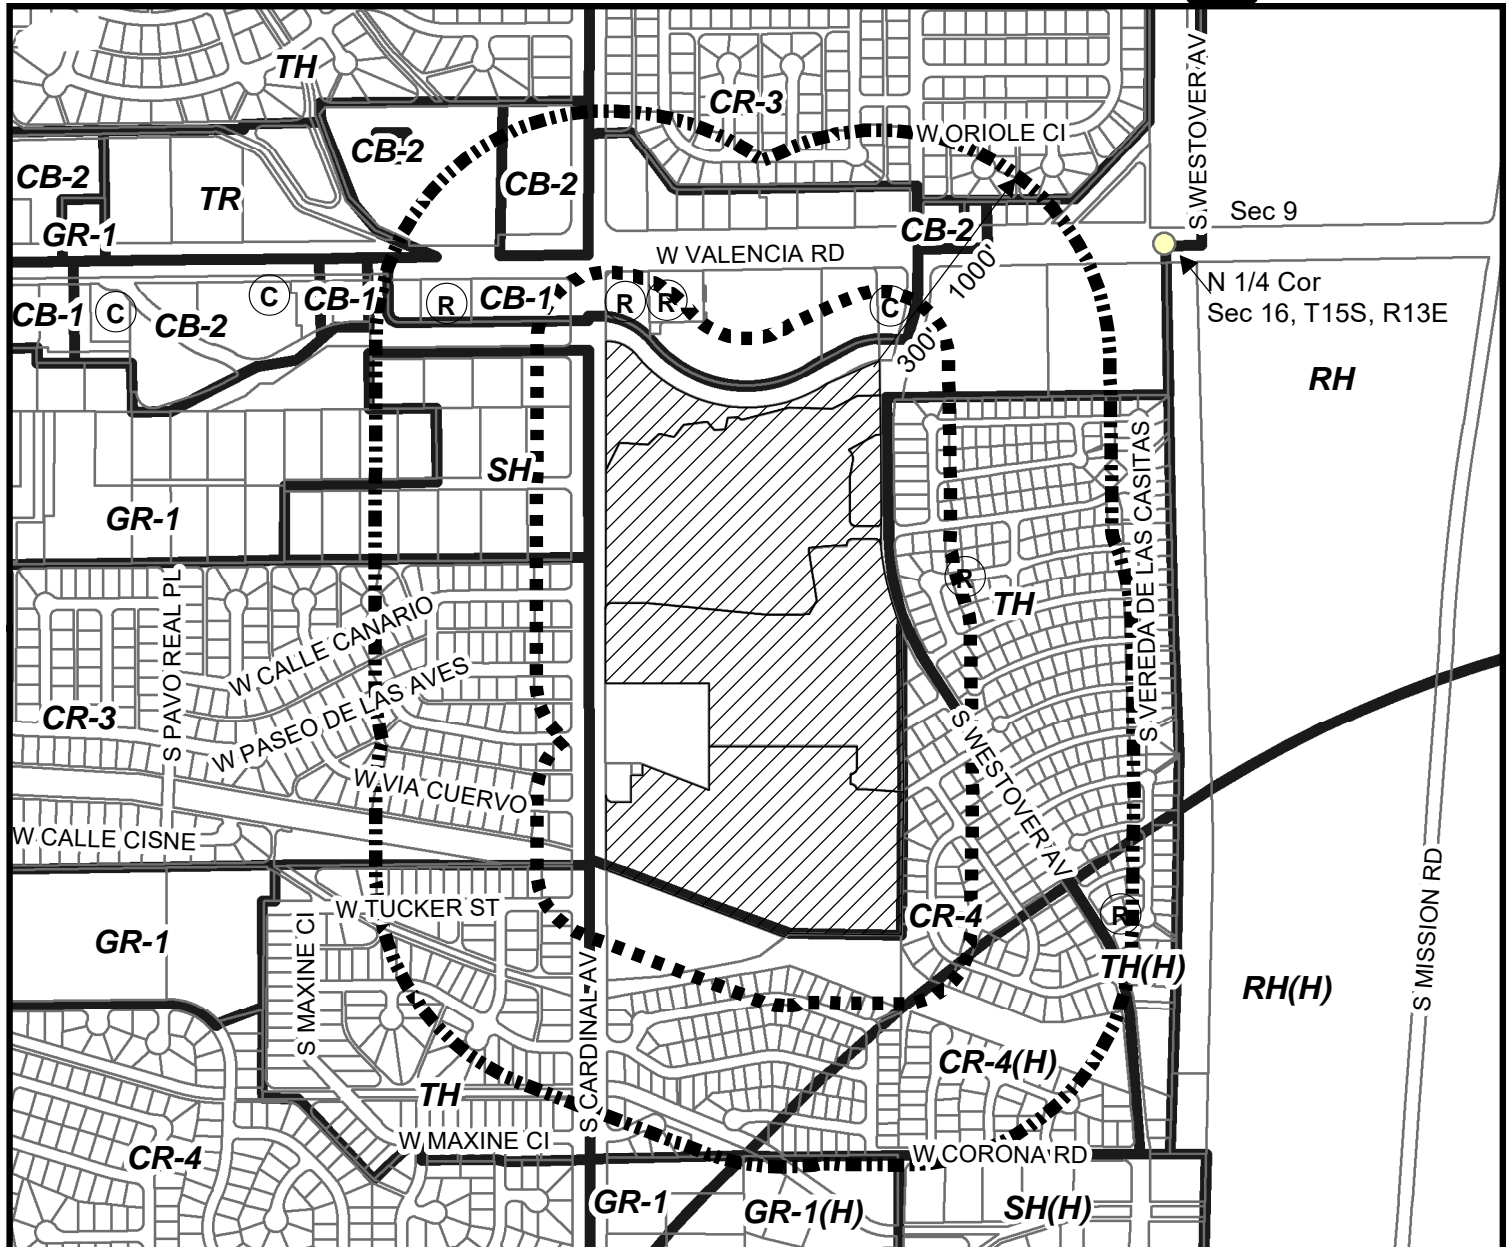 TH
CR-3
W ORIOLE CI
S WESTOVER AV
CB-2
CB-2
CB-2
TR
CB-2
GR-1
Sec 9
W VALENCIA RD
1000'
N 1/4 Cor
Sec 16, T15S, R13E
CB-1
C
C
CB-1
R
CB-1
R
R
C
CB-2
300'
RH
SH
GR-1
S VEREDA DE LAS CASITAS
R
TH
S PAVO REAL PL
W CALLE CANARIO
W PASEO DE LAS AVES
CR-3
S WESTOVER AV
W VIA CUERVO
W CALLE CISNE
W TUCKER ST
CR-4
R
GR-1
S MAXINE CI
TH(H)
RH(H)
S MISSION RD
S CARDINAL AV
CR-4(H)
TH
W MAXINE CI
W CORONA RD
CR-4
GR-1
GR-1(H)
SH(H)